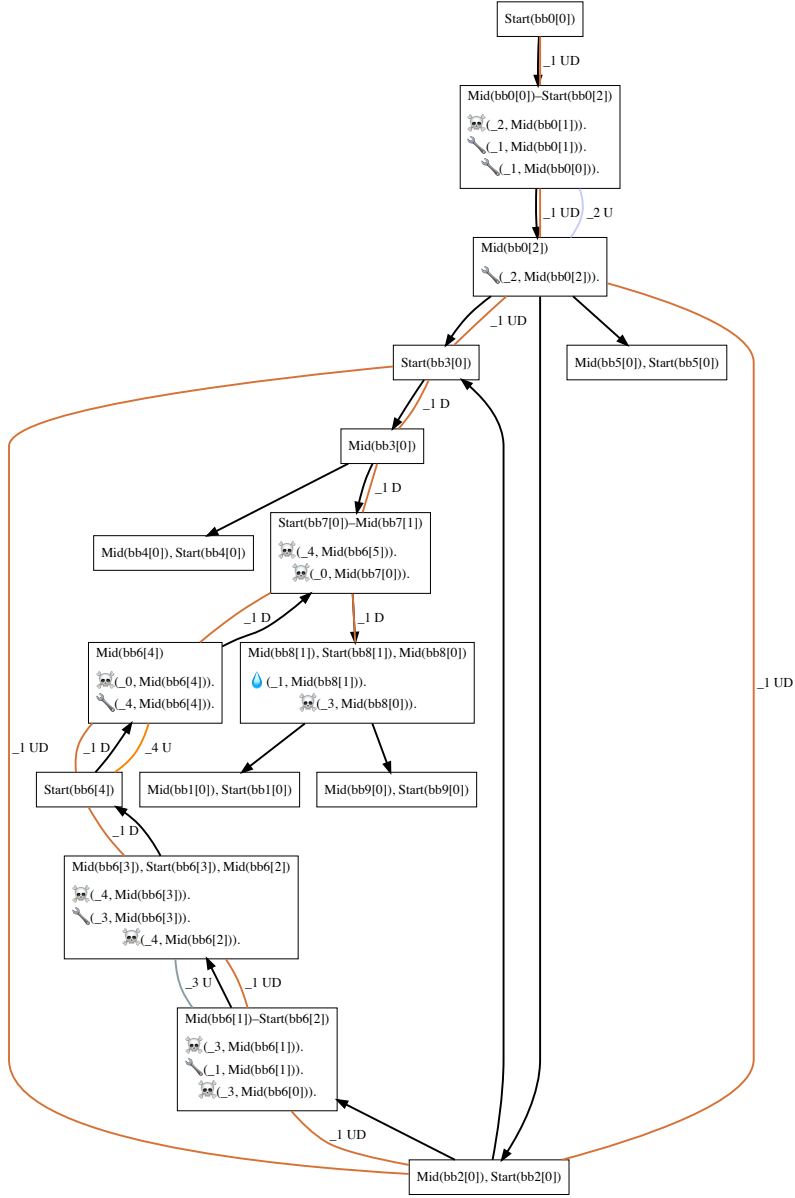 Start(bb0[0])
_1 UD
Mid(bb0[0])–Start(bb0[2])
☠(_2, Mid(bb0[1])).
🔧(_1, Mid(bb0[1])).
🔧(_1, Mid(bb0[0])).
_1 UD
_2 U
Mid(bb0[2])
🔧(_2, Mid(bb0[2])).
_1 UD
Start(bb3[0])
Mid(bb5[0]), Start(bb5[0])
_1 D
Mid(bb3[0])
_1 D
Start(bb7[0])–Mid(bb7[1])
☠(_4, Mid(bb6[5])).
☠(_0, Mid(bb7[0])).
Mid(bb4[0]), Start(bb4[0])
_1 D
_1 D
Mid(bb6[4])
☠(_0, Mid(bb6[4])).
🔧(_4, Mid(bb6[4])).
Mid(bb8[1]), Start(bb8[1]), Mid(bb8[0])
💧(_1, Mid(bb8[1])).
☠(_3, Mid(bb8[0])).
_1 UD
_1 UD
_1 D
_4 U
Start(bb6[4])
Mid(bb1[0]), Start(bb1[0])
Mid(bb9[0]), Start(bb9[0])
_1 D
Mid(bb6[3]), Start(bb6[3]), Mid(bb6[2])
☠(_4, Mid(bb6[3])).
🔧(_3, Mid(bb6[3])).
☠(_4, Mid(bb6[2])).
_3 U
_1 UD
Mid(bb6[1])–Start(bb6[2])
☠(_3, Mid(bb6[1])).
🔧(_1, Mid(bb6[1])).
☠(_3, Mid(bb6[0])).
_1 UD
Mid(bb2[0]), Start(bb2[0])